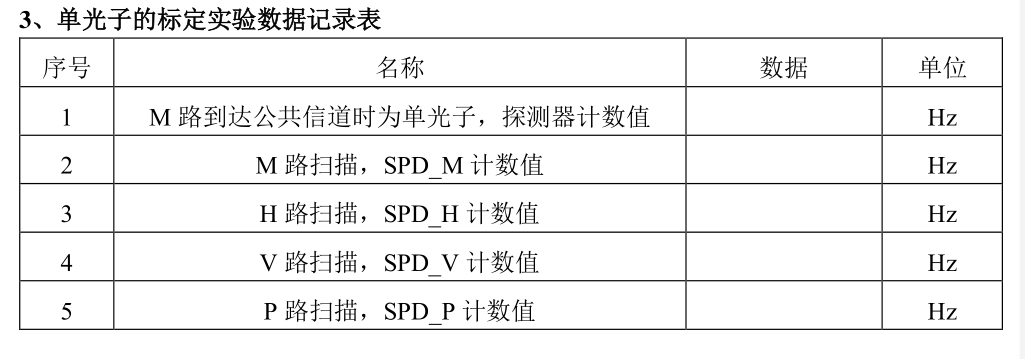 3、单光子的标定实验数据记录表
序号 名称 数据 单位
1 M 路到达公共信道时为单光子，探测器计数值 Hz
2 M 路扫描，SPD_M 计数值 Hz
3 H 路扫描，SPD_H 计数值 Hz
4 V 路扫描，SPD_V 计数值 Hz
5 P 路扫描，SPD_P 计数值 Hz